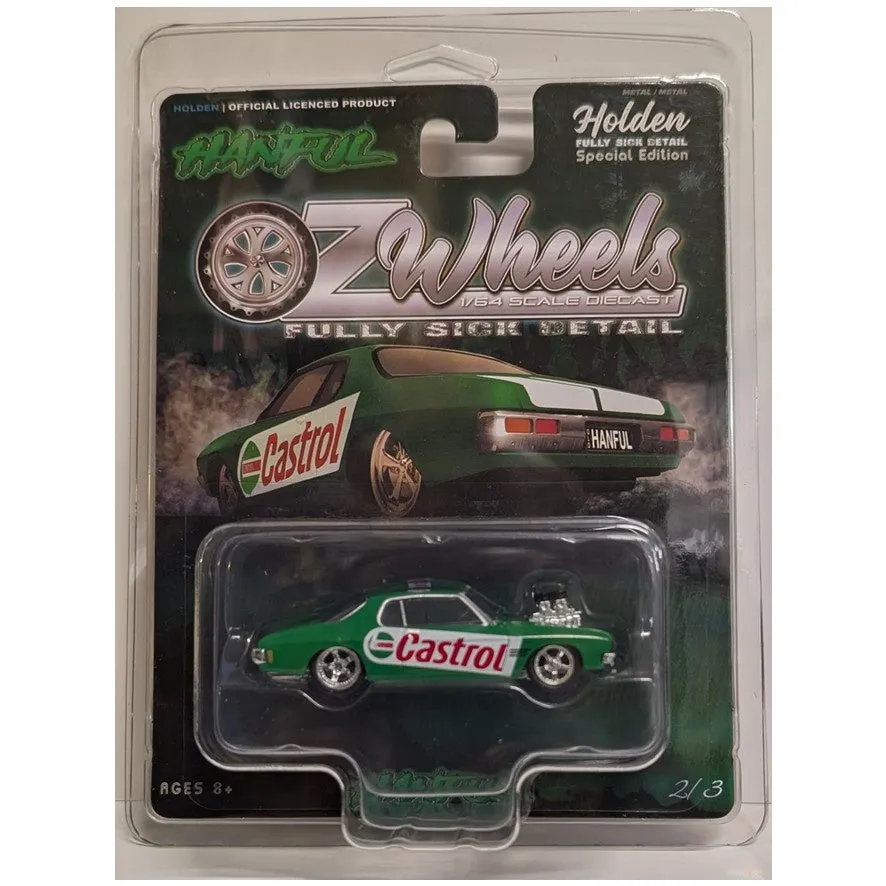 HOLDEN | OFFICIAL LICENCED PRODUCT
METAL / METAL
HANFUL
Holden
FULLY SICK DETAIL
Special Edition
OZ Wheels
1/64 SCALE DIECAST
FULLY SICK DETAIL
Castrol
HANFUL
Castrol
HANFUL
AGES 8+
2/3